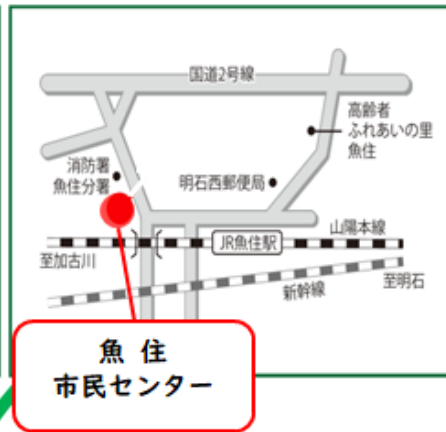 国道2号線
高齢者
ふれあいの里
魚住
消防署
魚住分署
明石西郵便局
山陽本線
JR魚住駅
至加古川
至明石
新幹線
魚住
市民センター